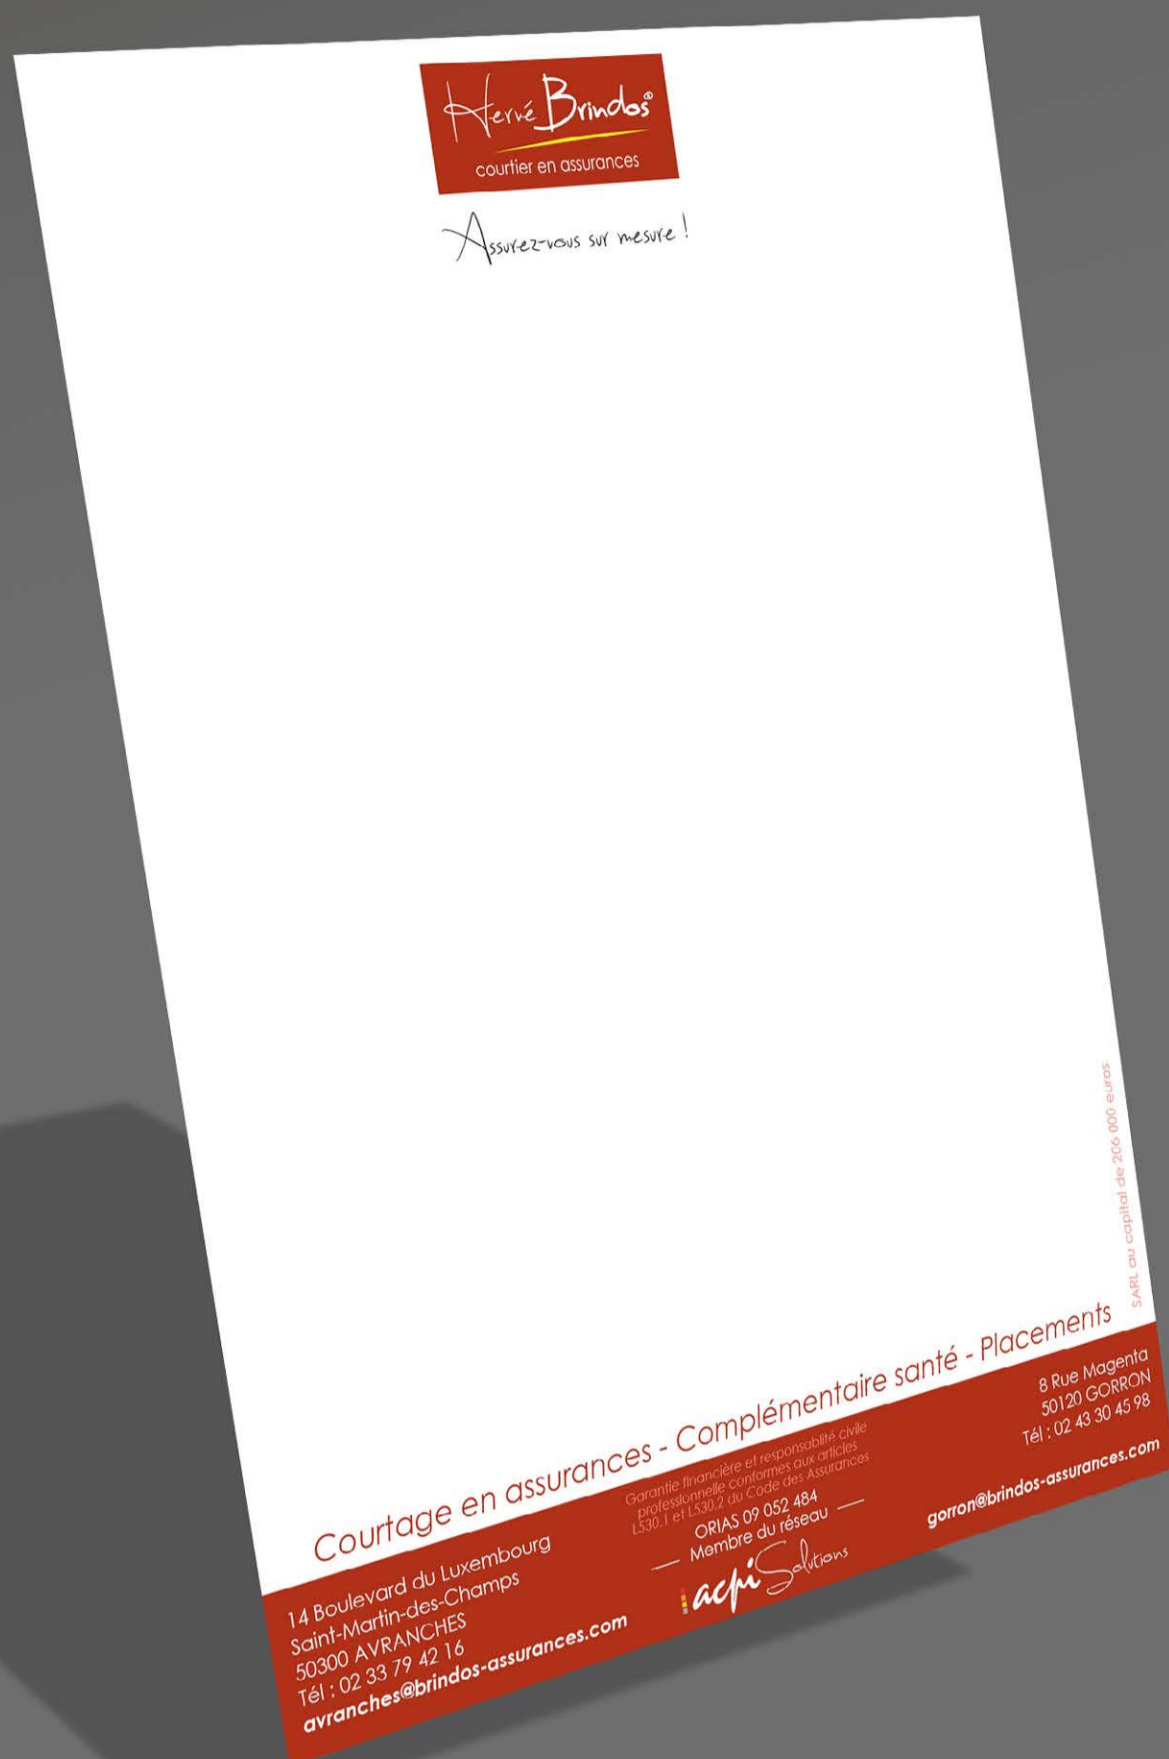 Hervé Brindos®
courtier en assurances
Assurez-vous sur mesure !
SARL au capital de 206 000 euros
Courtage en assurances - Complémentaire santé - Placements
14 Boulevard du Luxembourg
Saint-Martin-des-Champs
50300 AVRANCHES
Tél : 02 33 79 42 16
avranches@brindos-assurances.com
Garantie financière et responsablité civile
professionnelle conformes aux articles
L530.1 et L530.2 du Code des Assurances
ORIAS 09 052 484
Membre du réseau
acpi Solutions
8 Rue Magenta
50120 GORRON
Tél : 02 43 30 45 98
gorron@brindos-assurances.com